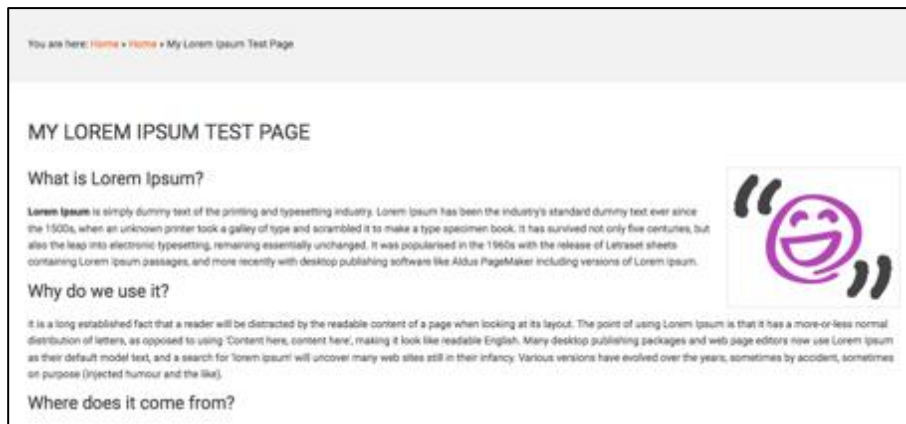 You are here: Home » Home » My Lorem Ipsum Test Page
MY LOREM IPSUM TEST PAGE
What is Lorem Ipsum?
Lorem Ipsum is simply dummy text of the printing and typesetting industry. Lorem Ipsum has been the industry's standard dummy text ever since
the 1500s, when an unknown printer took a galley of type and scrambled it to make a type specimen book. It has survived not only five centuries, but
also the leap into electronic typesetting, remaining essentially unchanged. It was popularised in the 1960s with the release of Letraset sheets
containing Lorem Ipsum passages, and more recently with desktop publishing software like Aldus PageMaker including versions of Lorem Ipsum.
Why do we use it?
It is a long established fact that a reader will be distracted by the readable content of a page when looking at its layout. The point of using Lorem Ipsum is that it has a more-or-less normal
distribution of letters, as opposed to using 'Content here, content here', making it look like readable English. Many desktop publishing packages and web page editors now use Lorem Ipsum
as their default model text, and a search for 'lorem ipsum' will uncover many web sites still in their infancy. Various versions have evolved over the years, sometimes by accident, sometimes
on purpose (injected humour and the like).
Where does it come from?